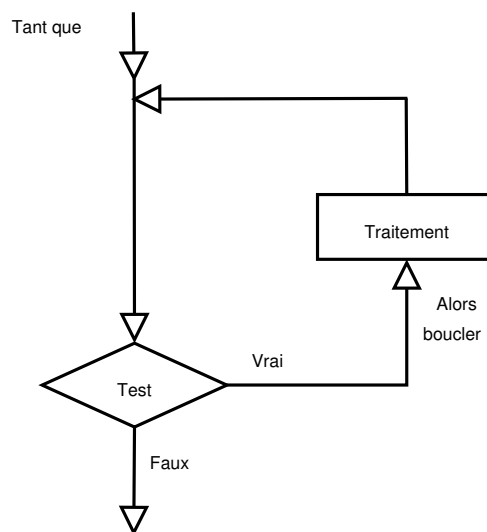 Tant que
Traitement
Alors
boucler
Vrai
Test
Faux